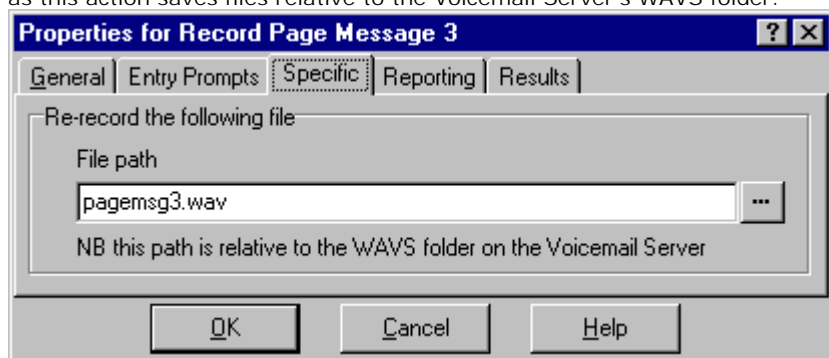 as this action saves files relative to the Voicemail Server's WAVS folder.
Properties for Record Page Message 3
General Entry Prompts Specific Reporting Results
Re-record the following file
File path
pagemsg3.wav ...
NB this path is relative to the WAVS folder on the Voicemail Server
OK Cancel Help